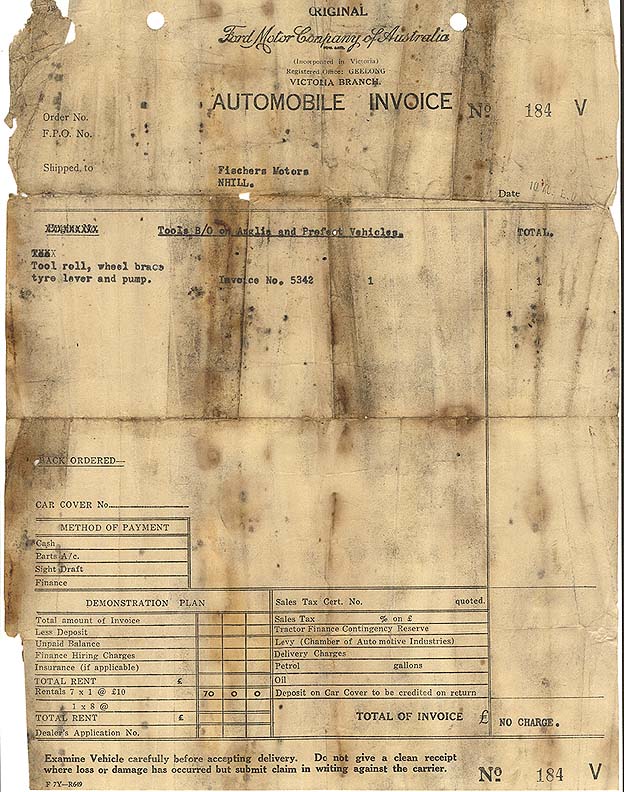 ORIGINAL
Ford Motor Company of Australia
PTY. LTD.
(Incorporated in Victoria)
Registered Office: GEELONG
VICTORIA BRANCH.
AUTOMOBILE INVOICE No 184 V
Order No.
F.P.O. No.
Shipped to Fischers Motors
NHILL.
Date
Tools B/O on Anglia and Prefect Vehicles. TOTAL.
Tool roll, wheel brace
tyre lever and pump. Invoice No. 5342 1 1
BACK ORDERED—
CAR COVER No.
METHOD OF PAYMENT
Cash
Parts A/c.
Sight Draft
Finance
DEMONSTRATION PLAN
Total amount of Invoice
Less Deposit
Unpaid Balance
Finance Hiring Charges
Insurance (if applicable)
TOTAL RENT £
Rentals 7 x 1 @ £10 70 0 0
1 x 8 @
TOTAL RENT £
Dealer's Application No.
Sales Tax Cert. No. quoted.
Sales Tax % on £
Tractor Finance Contingency Reserve
Levy (Chamber of Automotive Industries)
Delivery Charges
Petrol gallons
Oil
Deposit on Car Cover to be credited on return
TOTAL OF INVOICE £ NO CHARGE.
Examine Vehicle carefully before accepting delivery. Do not give a clean receipt
where loss or damage has occurred but submit claim in writing against the carrier.
No 184 V
F 7Y—R649